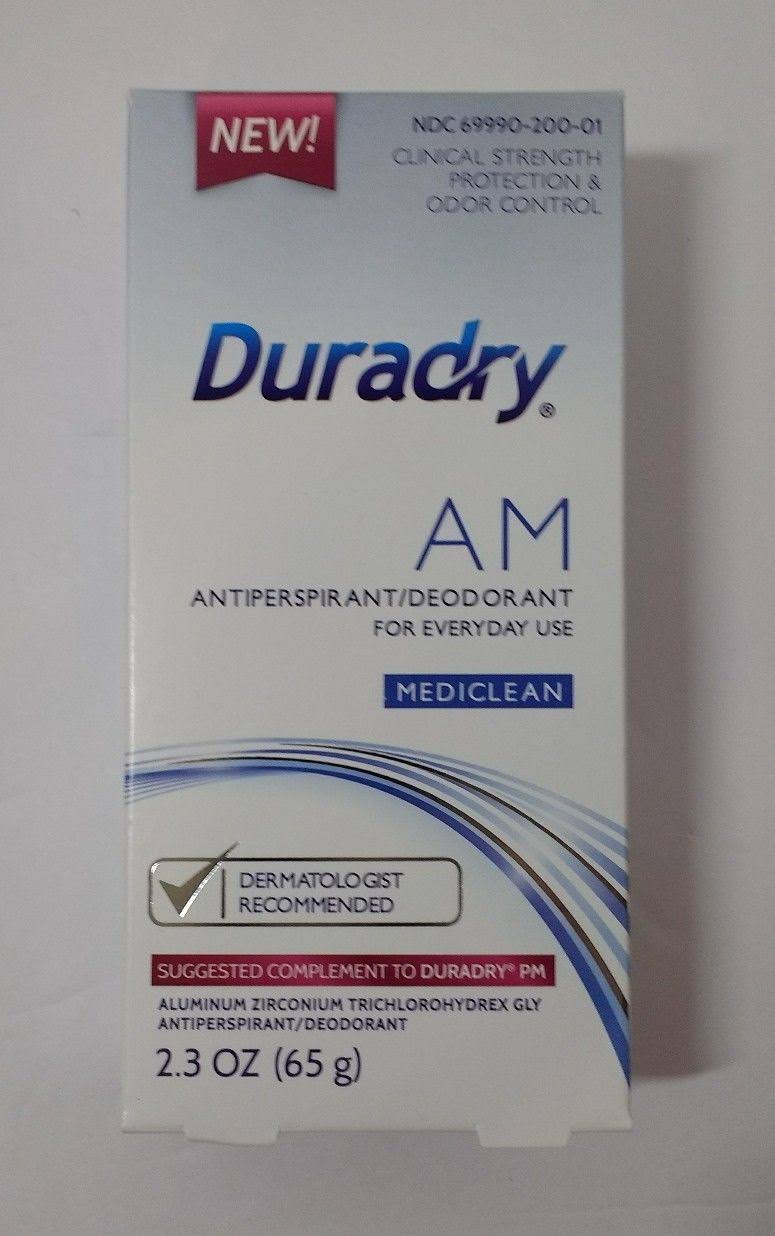 NEW!
NDC 69990-200-01
CLINICAL STRENGTH
PROTECTION &
ODOR CONTROL
Duradry®
AM
ANTIPERSPIRANT/DEODORANT
FOR EVERYDAY USE
MEDICLEAN
DERMATOLOGIST
RECOMMENDED
SUGGESTED COMPLEMENT TO DURADRY® PM
ALUMINUM ZIRCONIUM TRICHLOROHYDREX GLY
ANTIPERSPIRANT/DEODORANT
2.3 OZ (65 g)